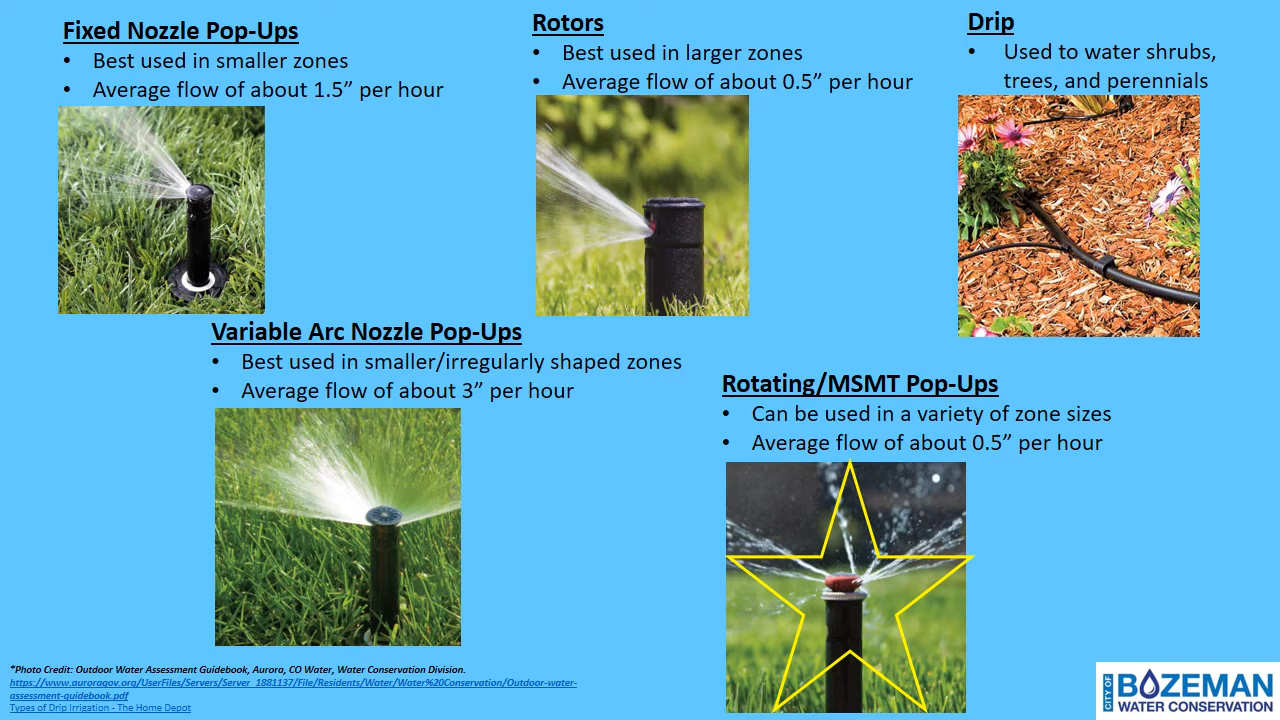 Fixed Nozzle Pop-Ups
• Best used in smaller zones
• Average flow of about 1.5” per hour
Rotors
• Best used in larger zones
• Average flow of about 0.5” per hour
Drip
• Used to water shrubs,
trees, and perennials
Variable Arc Nozzle Pop-Ups
• Best used in smaller/irregularly shaped zones
• Average flow of about 3” per hour
Rotating/MSMT Pop-Ups
• Can be used in a variety of zone sizes
• Average flow of about 0.5” per hour
*Photo Credit: Outdoor Water Assessment Guidebook, Aurora, CO Water, Water Conservation Division.
https://www.auroragov.org/UserFiles/Servers/Server_1881137/File/Residents/Water/Water%20Conservation/Outdoor-water-
assessment-guidebook.pdf
Types of Drip Irrigation - The Home Depot
CITY OF
BOZEMAN
WATER CONSERVATION